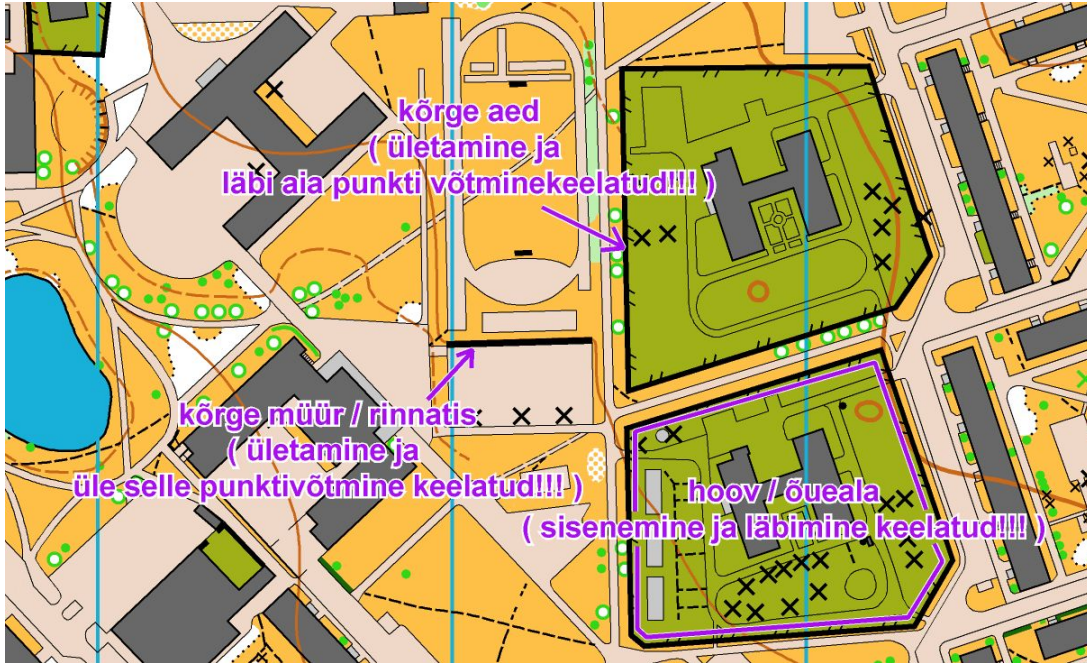 kõrge aed
( ületamine ja
läbi aia punkti võtminekeelatud!!! )
kõrge müür / rinnatis
( ületamine ja
üle selle punktivõtmine keelatud!!! )
hoov / õueala
( sisenemine ja läbimine keelatud!!! )